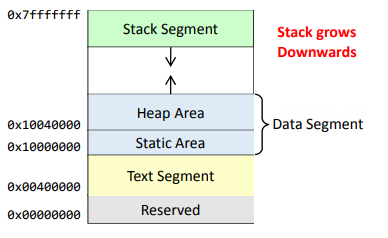 0x7fffffff
Stack Segment
Stack grows
Downwards
Heap Area
0x10040000
Data Segment
Static Area
0x10000000
Text Segment
0x00400000
Reserved
0x00000000